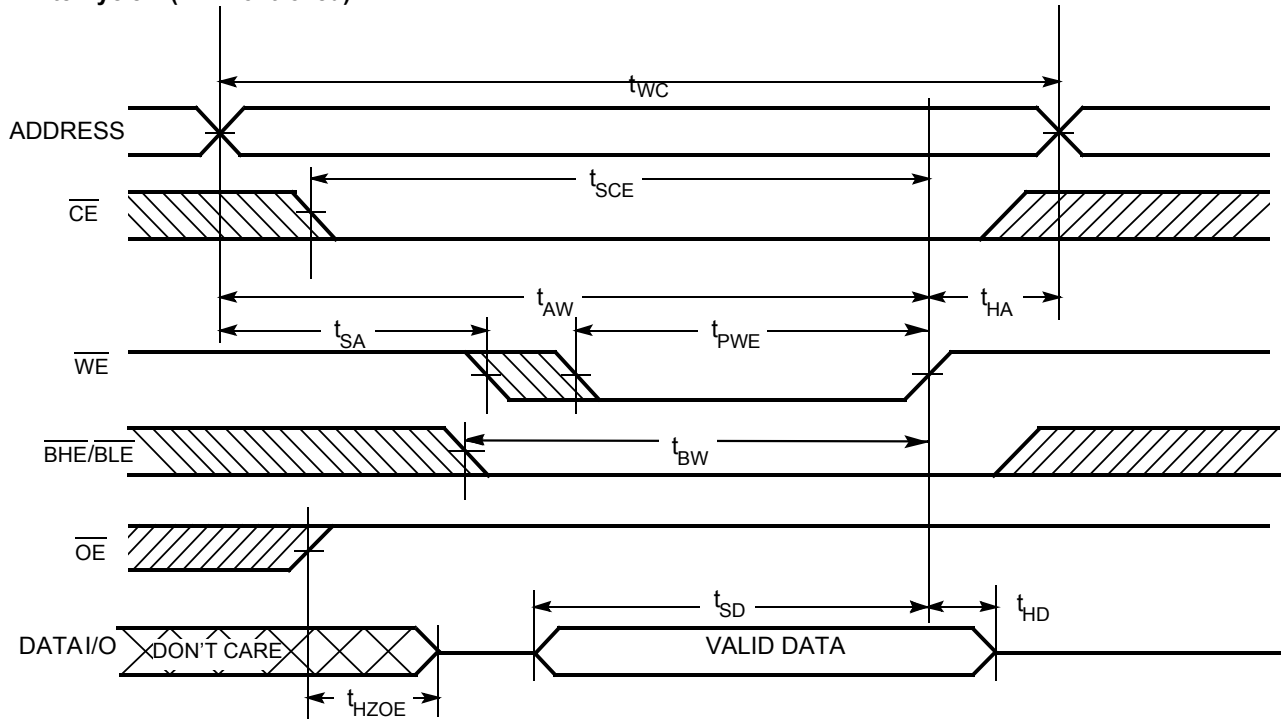 tWC
ADDRESS
tSCE
CE
tAW
tHA
tSA
tPWE
WE
BHE/BLE
tBW
OE
tSD
tHD
DATA I/O
DON'T CARE
VALID DATA
tHZOE